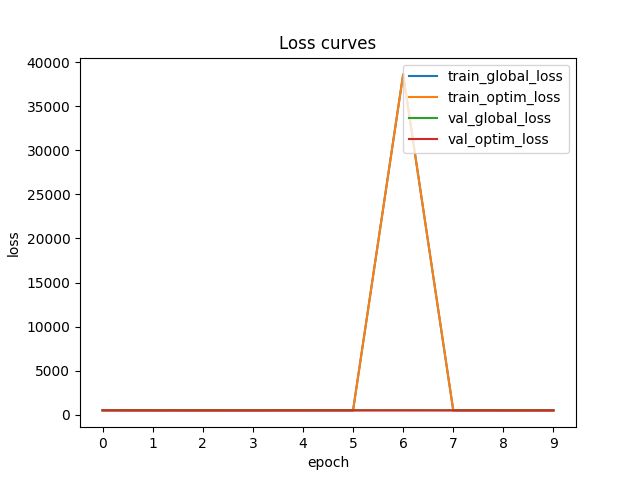 Loss curves
40000
35000
30000
25000
20000
15000
10000
5000
0
loss
train_global_loss
train_optim_loss
val_global_loss
val_optim_loss
0 1 2 3 4 5 6 7 8 9
epoch